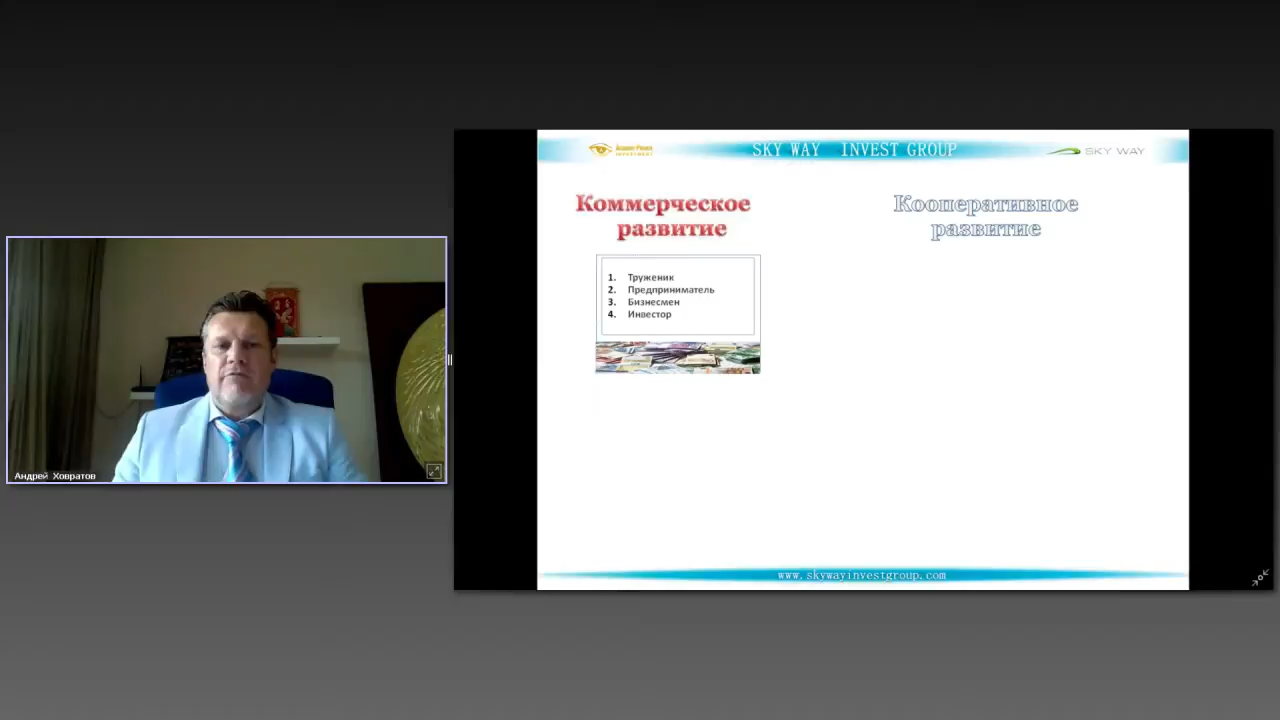 SKY WAY INVEST GROUP
SKY WAY
Коммерческое
развитие
Кооперативное
развитие
1. Труженик
2. Предприниматель
3. Бизнесмен
4. Инвестор
Андрей Ховратов
www.skywayinvestgroup.com